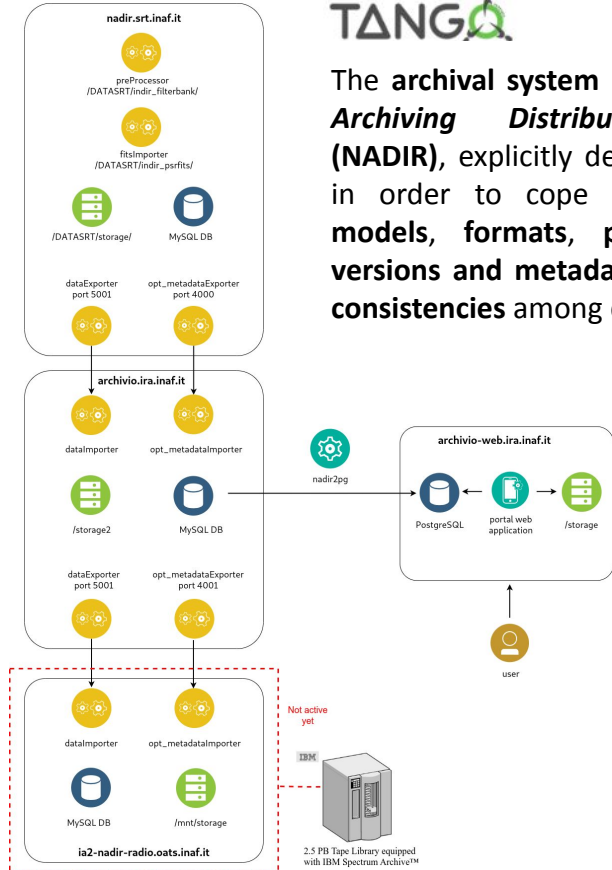 nadir.srt.inaf.it
preProcessor
/DATASRT/indir_filterbank/
fitsImporter
/DATASRT/indir_psrfits/
/DATASRT/storage/
MySQL DB
dataExporter
port 5001
opt_metadataExporter
port 4000
archivio.ira.inaf.it
dataImporter
opt_metadataImporter
/storage2
MySQL DB
dataExporter
port 5001
opt_metadataExporter
port 4001
dataImporter
opt_metadataImporter
MySQL DB
/mnt/storage
ia2-nadir-radio.oats.inaf.it
TANGO
The archival system
Archiving Distribu
(NADIR), explicitly de
in order to cope
models, formats, p
versions and metada
consistencies among
nadir2pg
archivio-web.ira.inaf.it
PostgreSQL
portal web
application
/storage
user
Not active
yet
IBM
2.5 PB Tape Library equipped
with IBM Spectrum Archive™